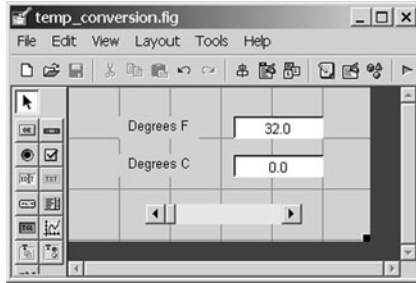 temp_conversion.fig
File Edit View Layout Tools Help
Degrees F 32.0
Degrees C 0.0